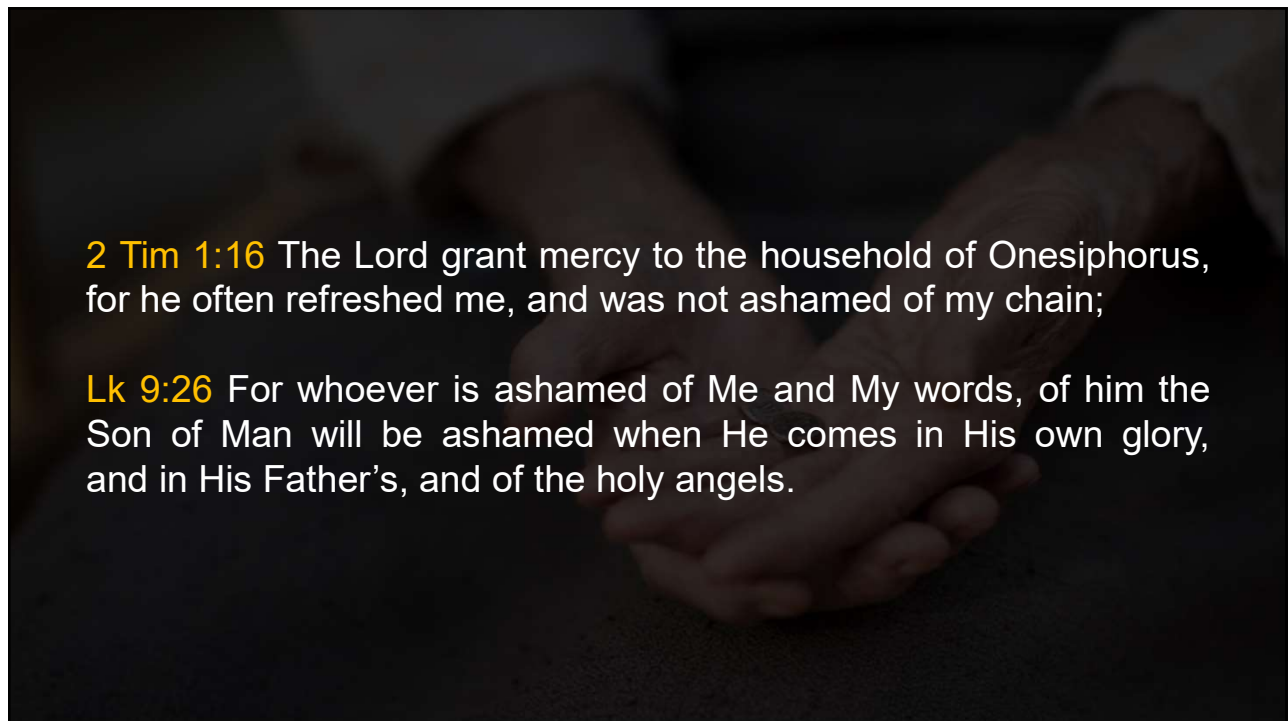 2 Tim 1:16 The Lord grant mercy to the household of Onesiphorus,
for he often refreshed me, and was not ashamed of my chain;
Lk 9:26 For whoever is ashamed of Me and My words, of him the
Son of Man will be ashamed when He comes in His own glory,
and in His Father’s, and of the holy angels.